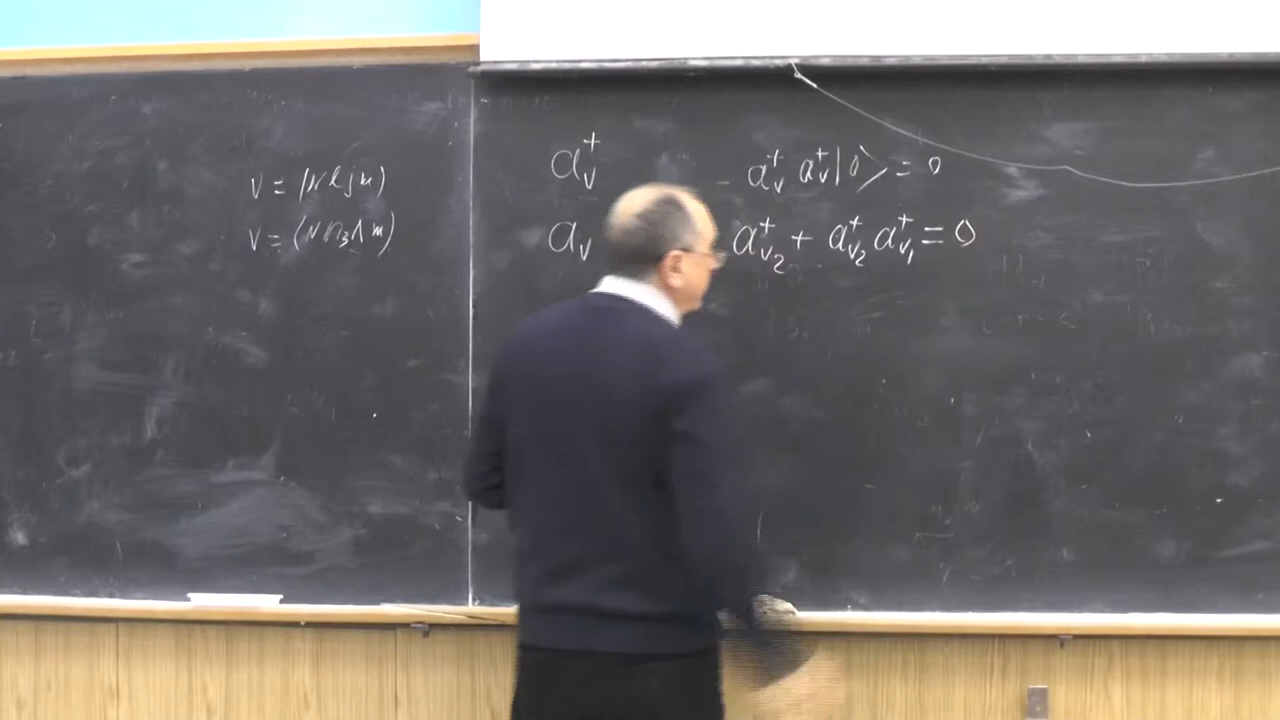 ν = (N l j m)
ν = (N n₃ Λ m)
a⁺_ν
a_ν
a⁺_ν a⁺_ν |0⟩ = 0
a⁺_ν₂ + a⁺_ν₂ a⁺_ν₁ = 0